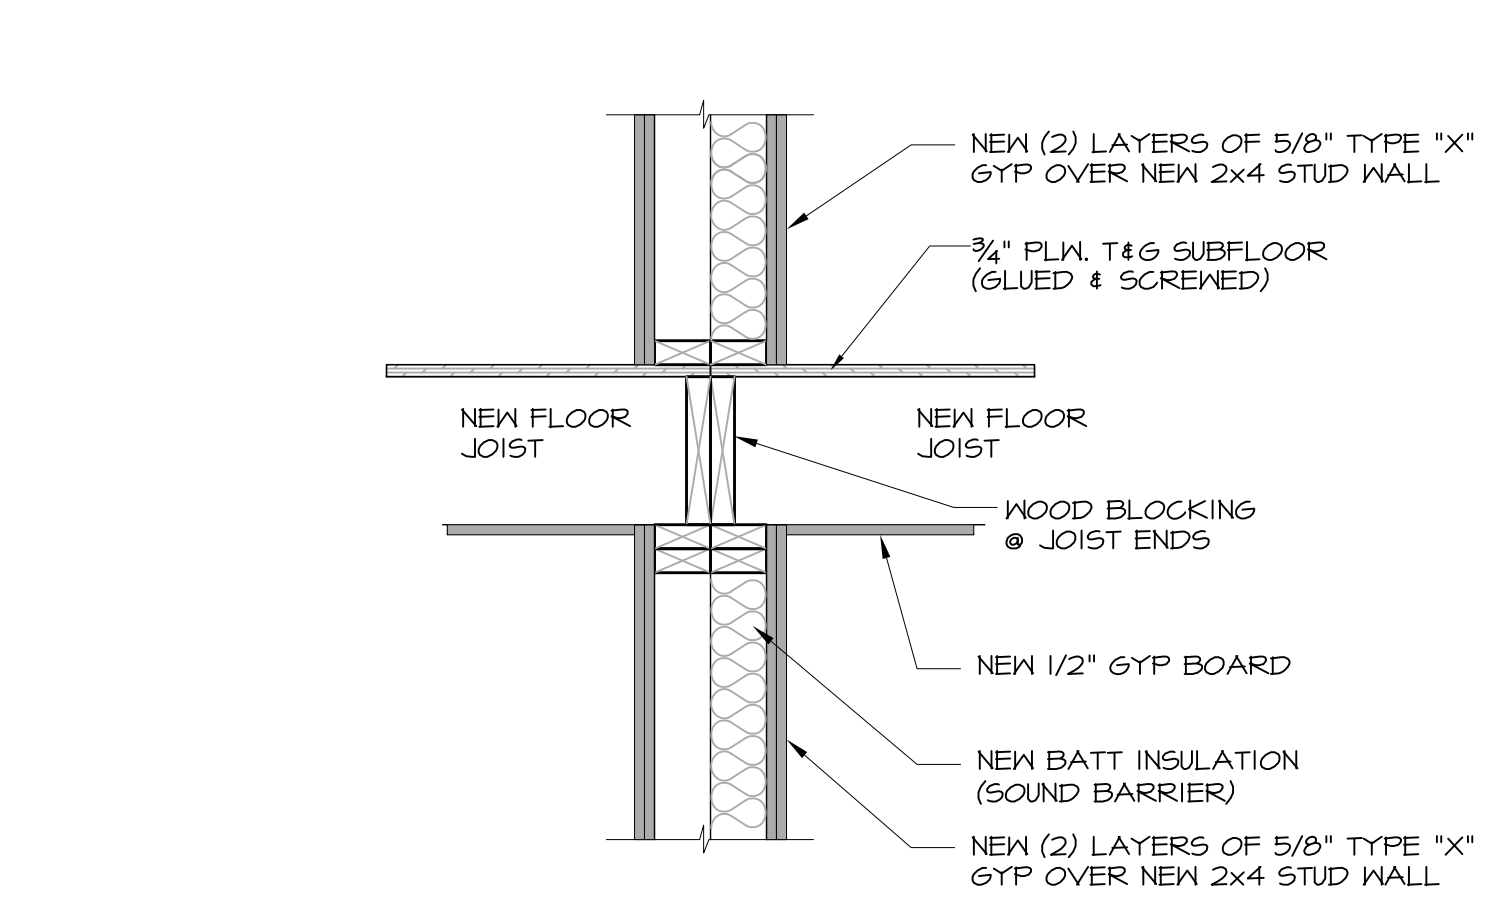 NEW (2) LAYERS OF 5/8" TYPE "X"
GYP OVER NEW 2x4 STUD WALL
3/4" PLW. T&G SUBFLOOR
(GLUED & SCREWED)
NEW FLOOR
JOIST
NEW FLOOR
JOIST
WOOD BLOCKING
@ JOIST ENDS
NEW 1/2" GYP BOARD
NEW BATT INSULATION
(SOUND BARRIER)
NEW (2) LAYERS OF 5/8" TYPE "X"
GYP OVER NEW 2x4 STUD WALL